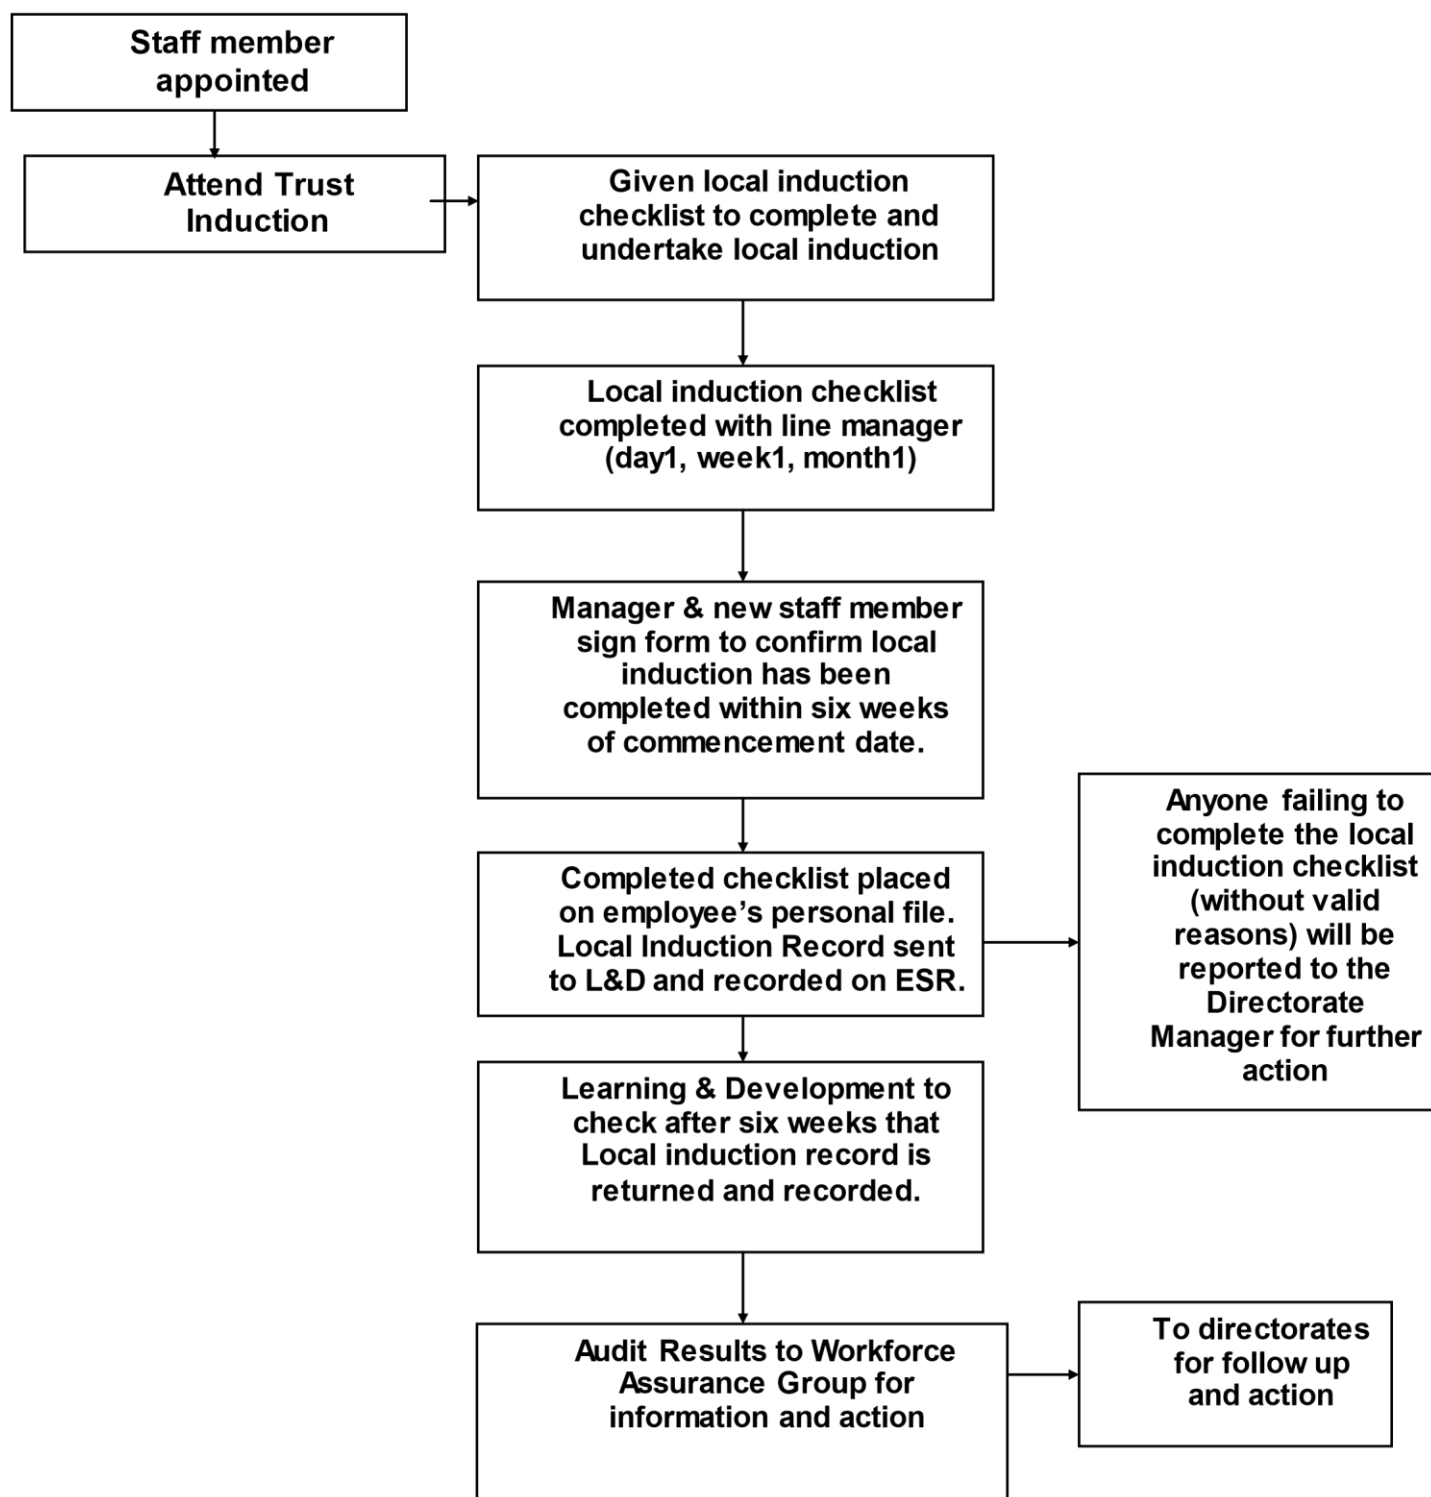 Staff member
appointed
Attend Trust
Induction
Given local induction
checklist to complete and
undertake local induction
Local induction checklist
completed with line manager
(day1, week1, month1)
Manager & new staff member
sign form to confirm local
induction has been
completed within six weeks
of commencement date.
Completed checklist placed
on employee’s personal file.
Local Induction Record sent
to L&D and recorded on ESR.
Anyone failing to
complete the local
induction checklist
(without valid
reasons) will be
reported to the
Directorate
Manager for further
action
Learning & Development to
check after six weeks that
Local induction record is
returned and recorded.
Audit Results to Workforce
Assurance Group for
information and action
To directorates
for follow up
and action